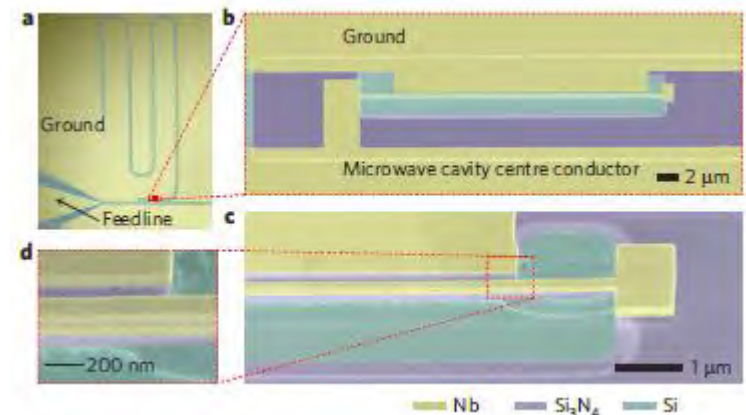 a
Ground
Feedline
b
Ground
Microwave cavity centre conductor
2 μm
c
1 μm
d
200 nm
Nb
Si₃N₄
Si